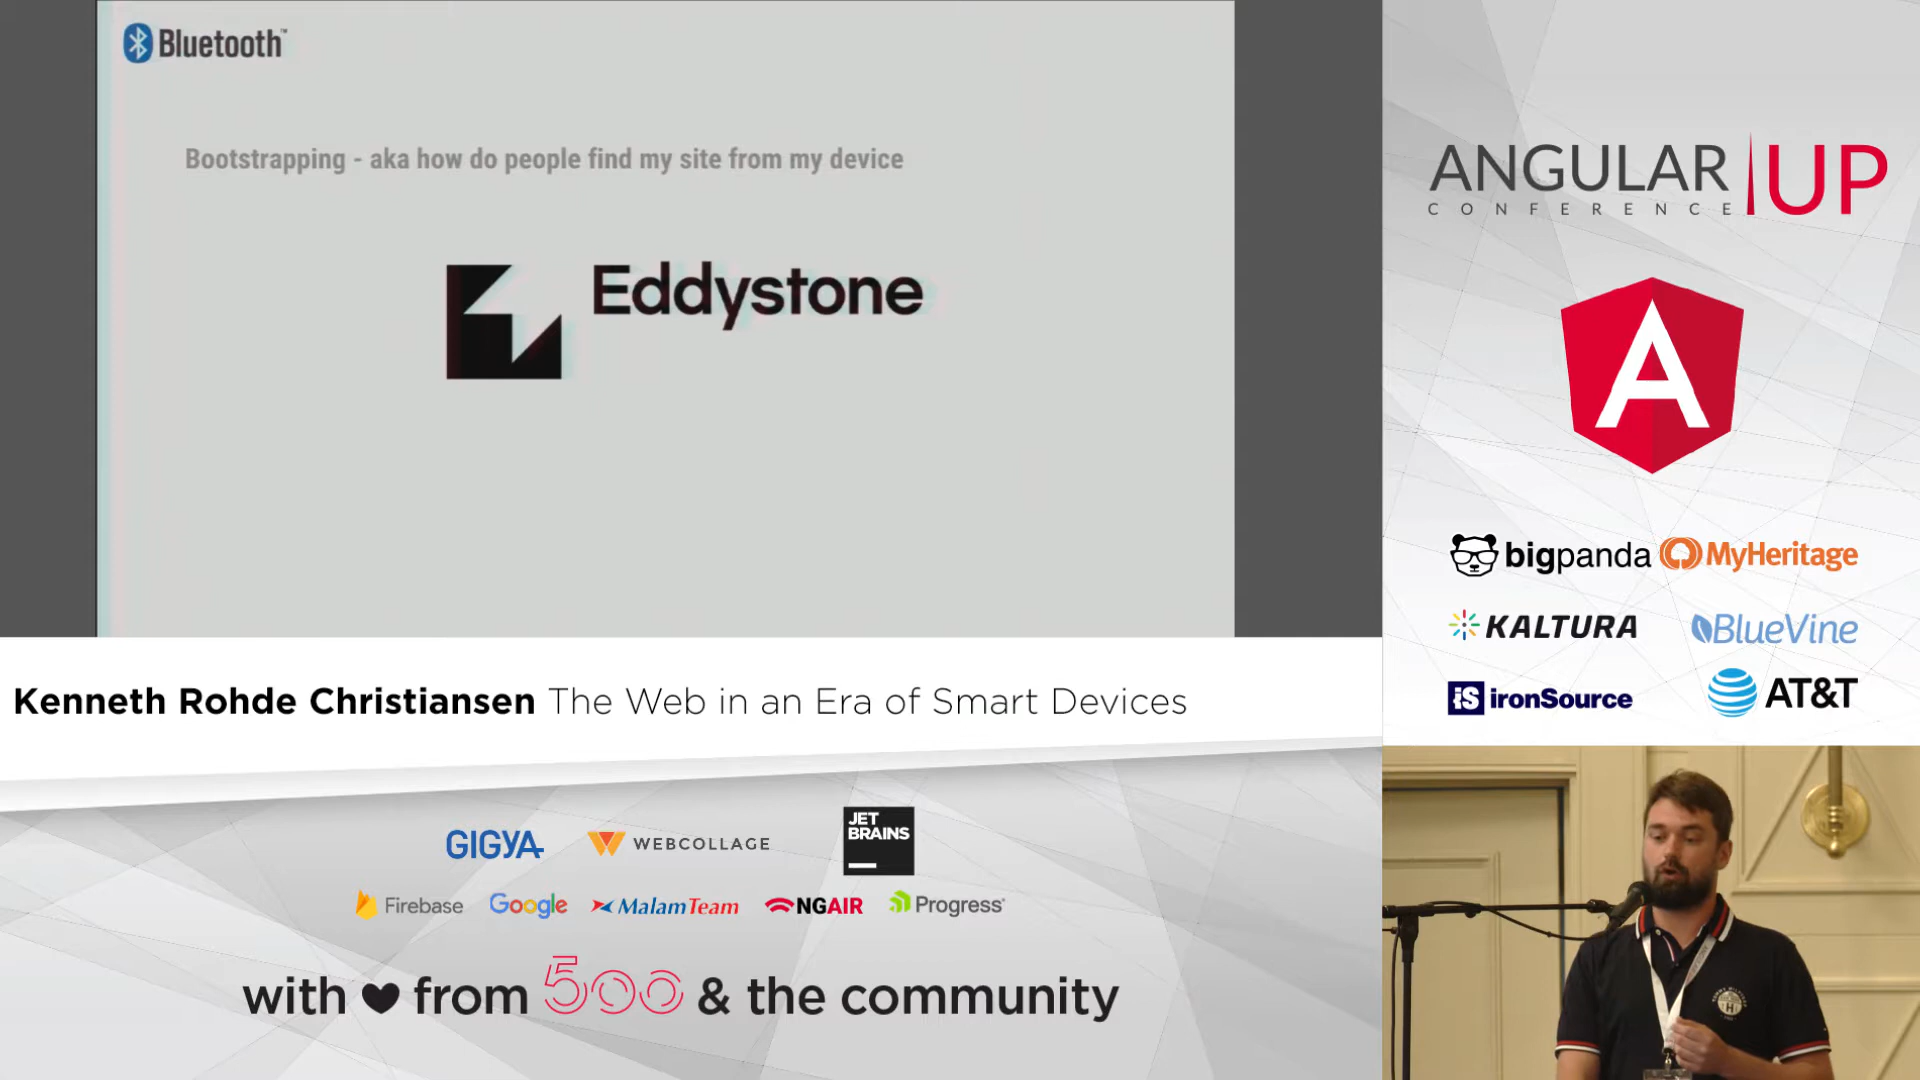 Bluetooth™
Bootstrapping - aka how do people find my site from my device
Eddystone
Kenneth Rohde Christiansen The Web in an Era of Smart Devices
GIGYA
WEBCOLLAGE
JET
BRAINS
Firebase
Google
MalamTeam
NGAIR
Progress
with ♥ from 500 & the community
ANGULAR UP
CONFERENCE
A
bigpanda
MyHeritage
KALTURA
BlueVine
iS ironSource
AT&T